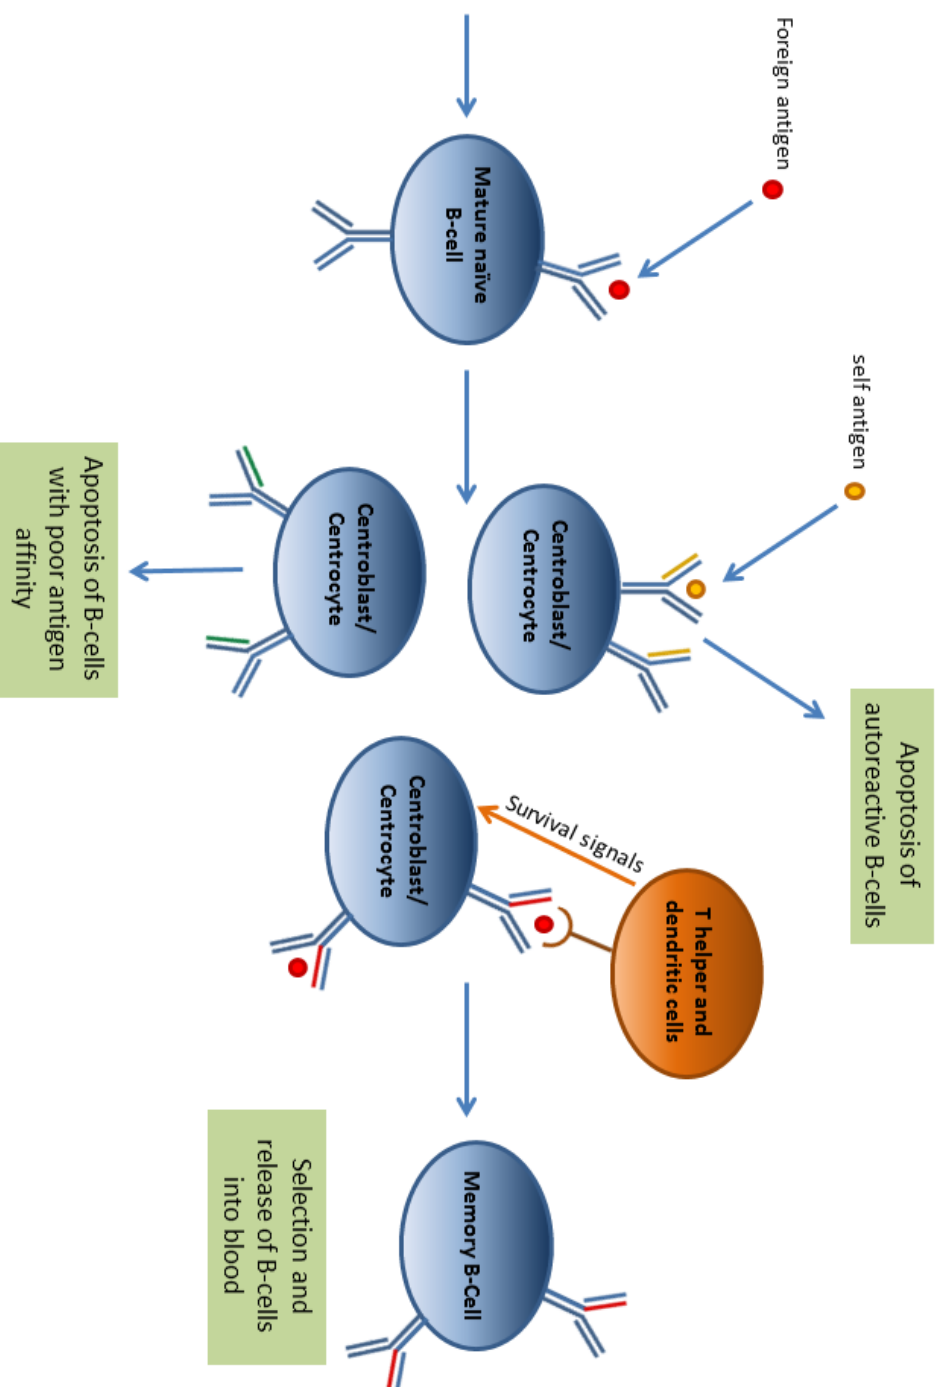 Foreign antigen
self antigen
Apoptosis of
autoreactive B-cells
T helper and
dendritic cells
Survival signals
Mature naïve
B-cell
Centroblast/
Centrocyte
Centroblast/
Centrocyte
Centroblast/
Centrocyte
Memory B-Cell
Apoptosis of B-cells
with poor antigen
affinity
Selection and
release of B-cells
into blood